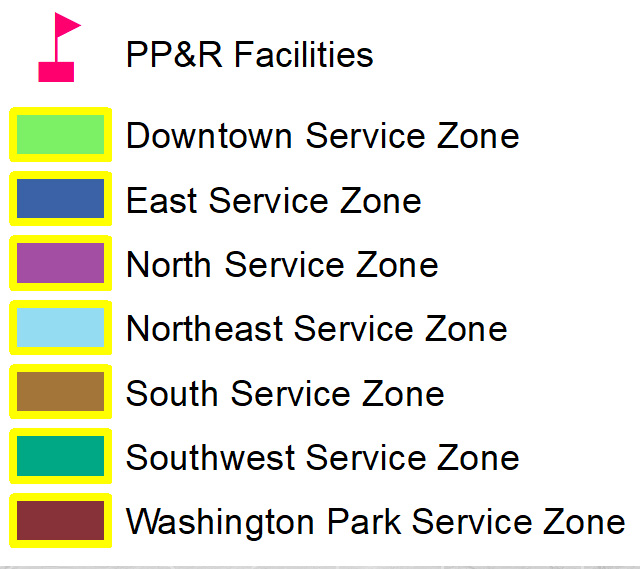 PP&R Facilities
Downtown Service Zone
East Service Zone
North Service Zone
Northeast Service Zone
South Service Zone
Southwest Service Zone
Washington Park Service Zone